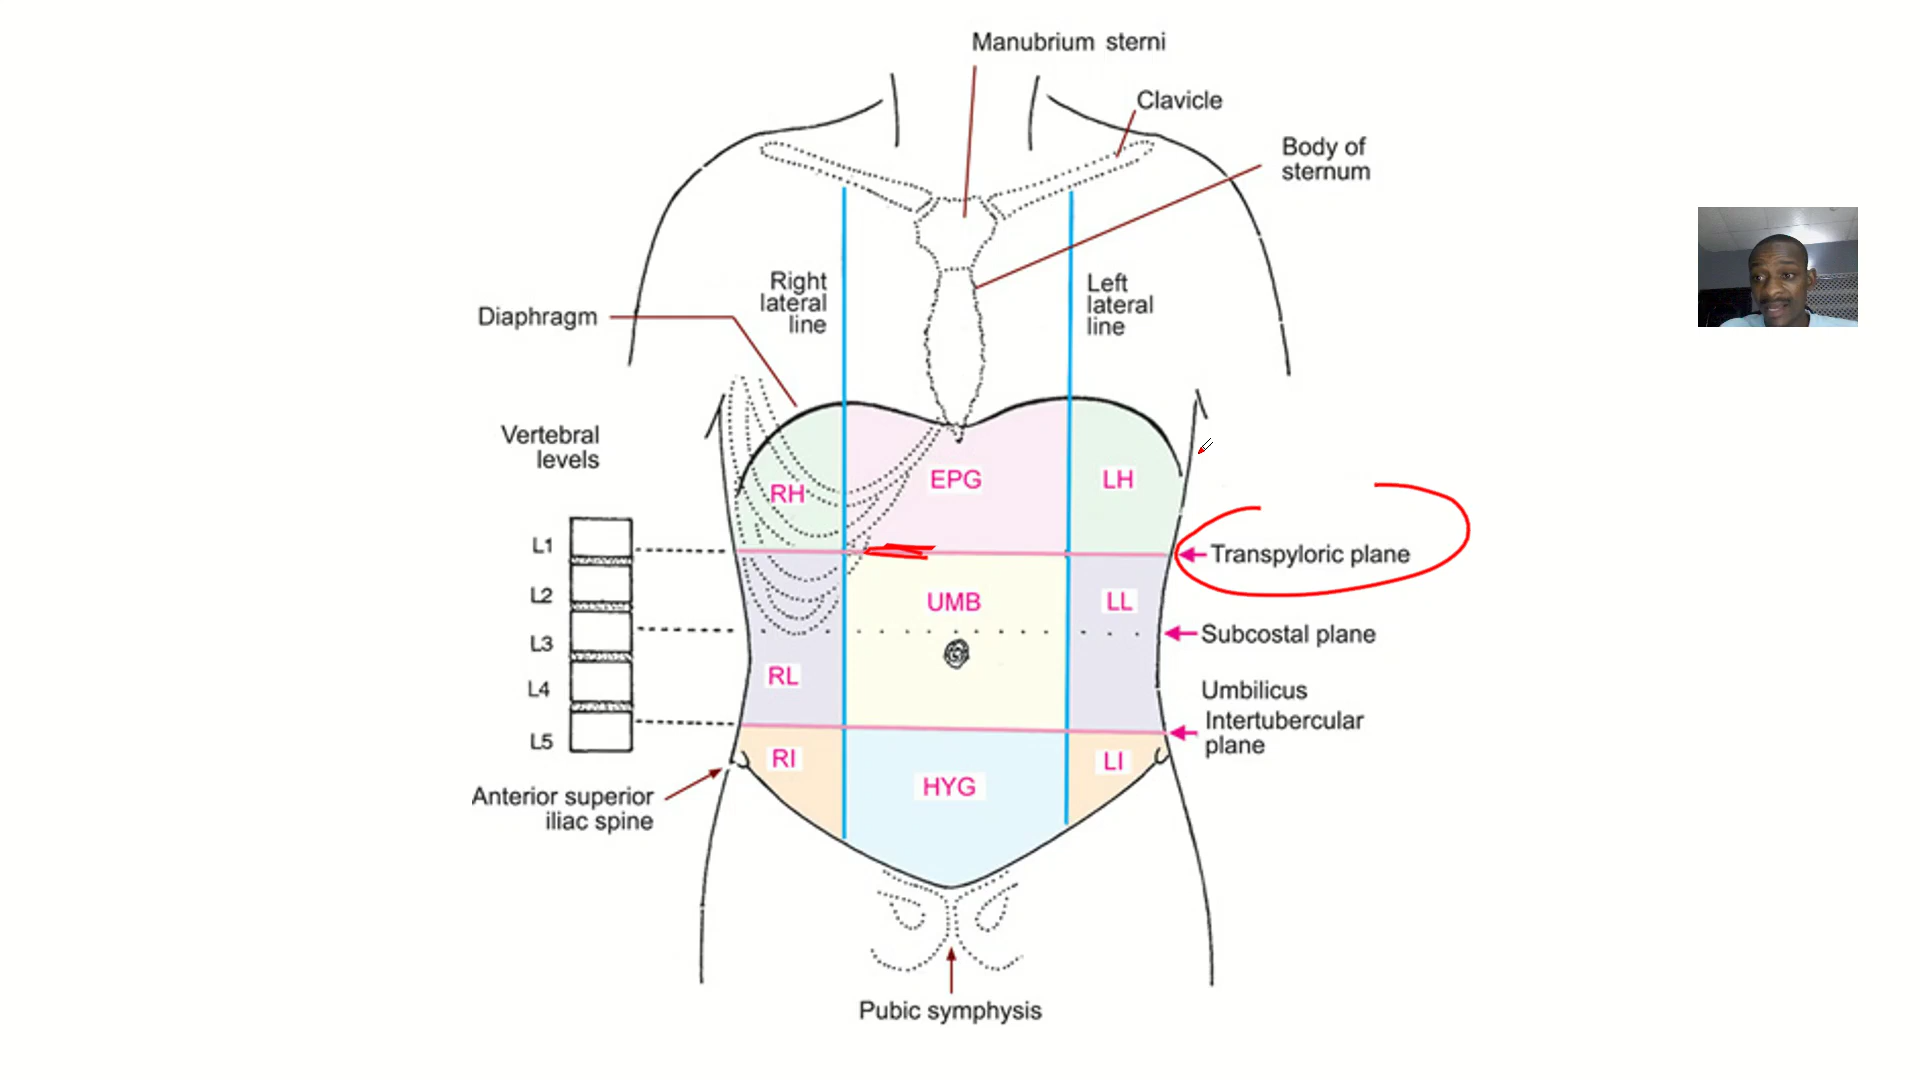 Manubrium sterni
Clavicle
Body of
sternum
Right
lateral
line
Left
lateral
line
Diaphragm
Vertebral
levels
RH
EPG
LH
L1
Transpyloric plane
L2
UMB
LL
L3
Subcostal plane
RL
L4
Umbilicus
Intertubercular
plane
L5
RI
HYG
LI
Anterior superior
iliac spine
Pubic symphysis